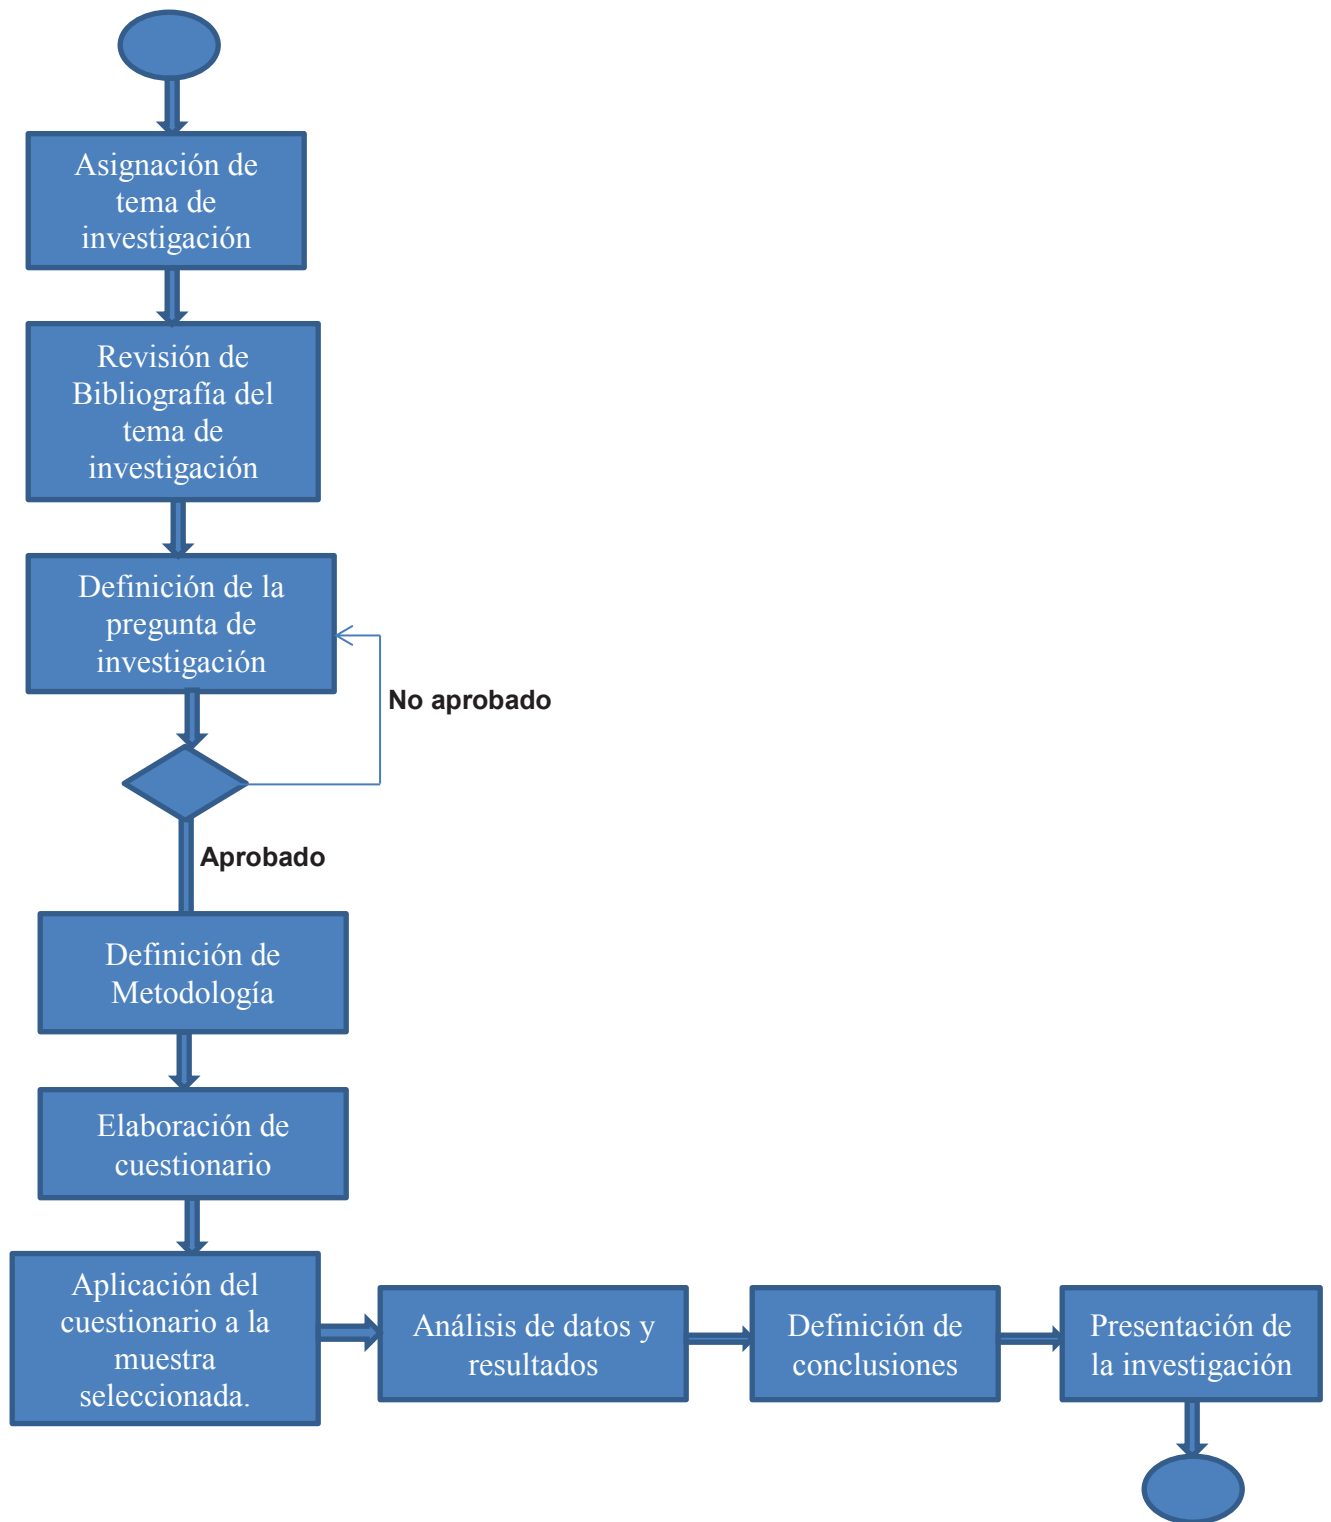 Asignación de
tema de
investigación
Revisión de
Bibliografía del
tema de
investigación
Definición de la
pregunta de
investigación
No aprobado
Aprobado
Definición de
Metodología
Elaboración de
cuestionario
Aplicación del
cuestionario a la
muestra
seleccionada.
Análisis de datos y
resultados
Definición de
conclusiones
Presentación de
la investigación